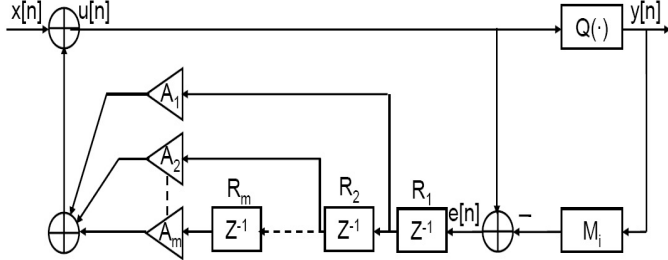 x[n] u[n] Q(·) y[n]
A₁
A₂
Rₘ R₂ R₁
Aₘ Z⁻¹ Z⁻¹ Z⁻¹ e[n] − Mᵢ